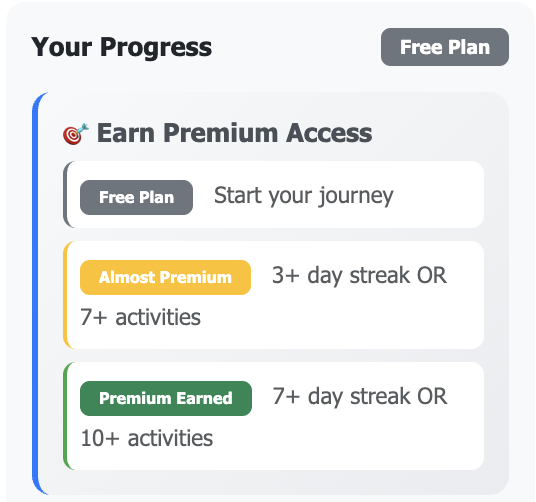 Your Progress
Free Plan
🎯 Earn Premium Access
Free Plan Start your journey
Almost Premium 3+ day streak OR
7+ activities
Premium Earned 7+ day streak OR
10+ activities